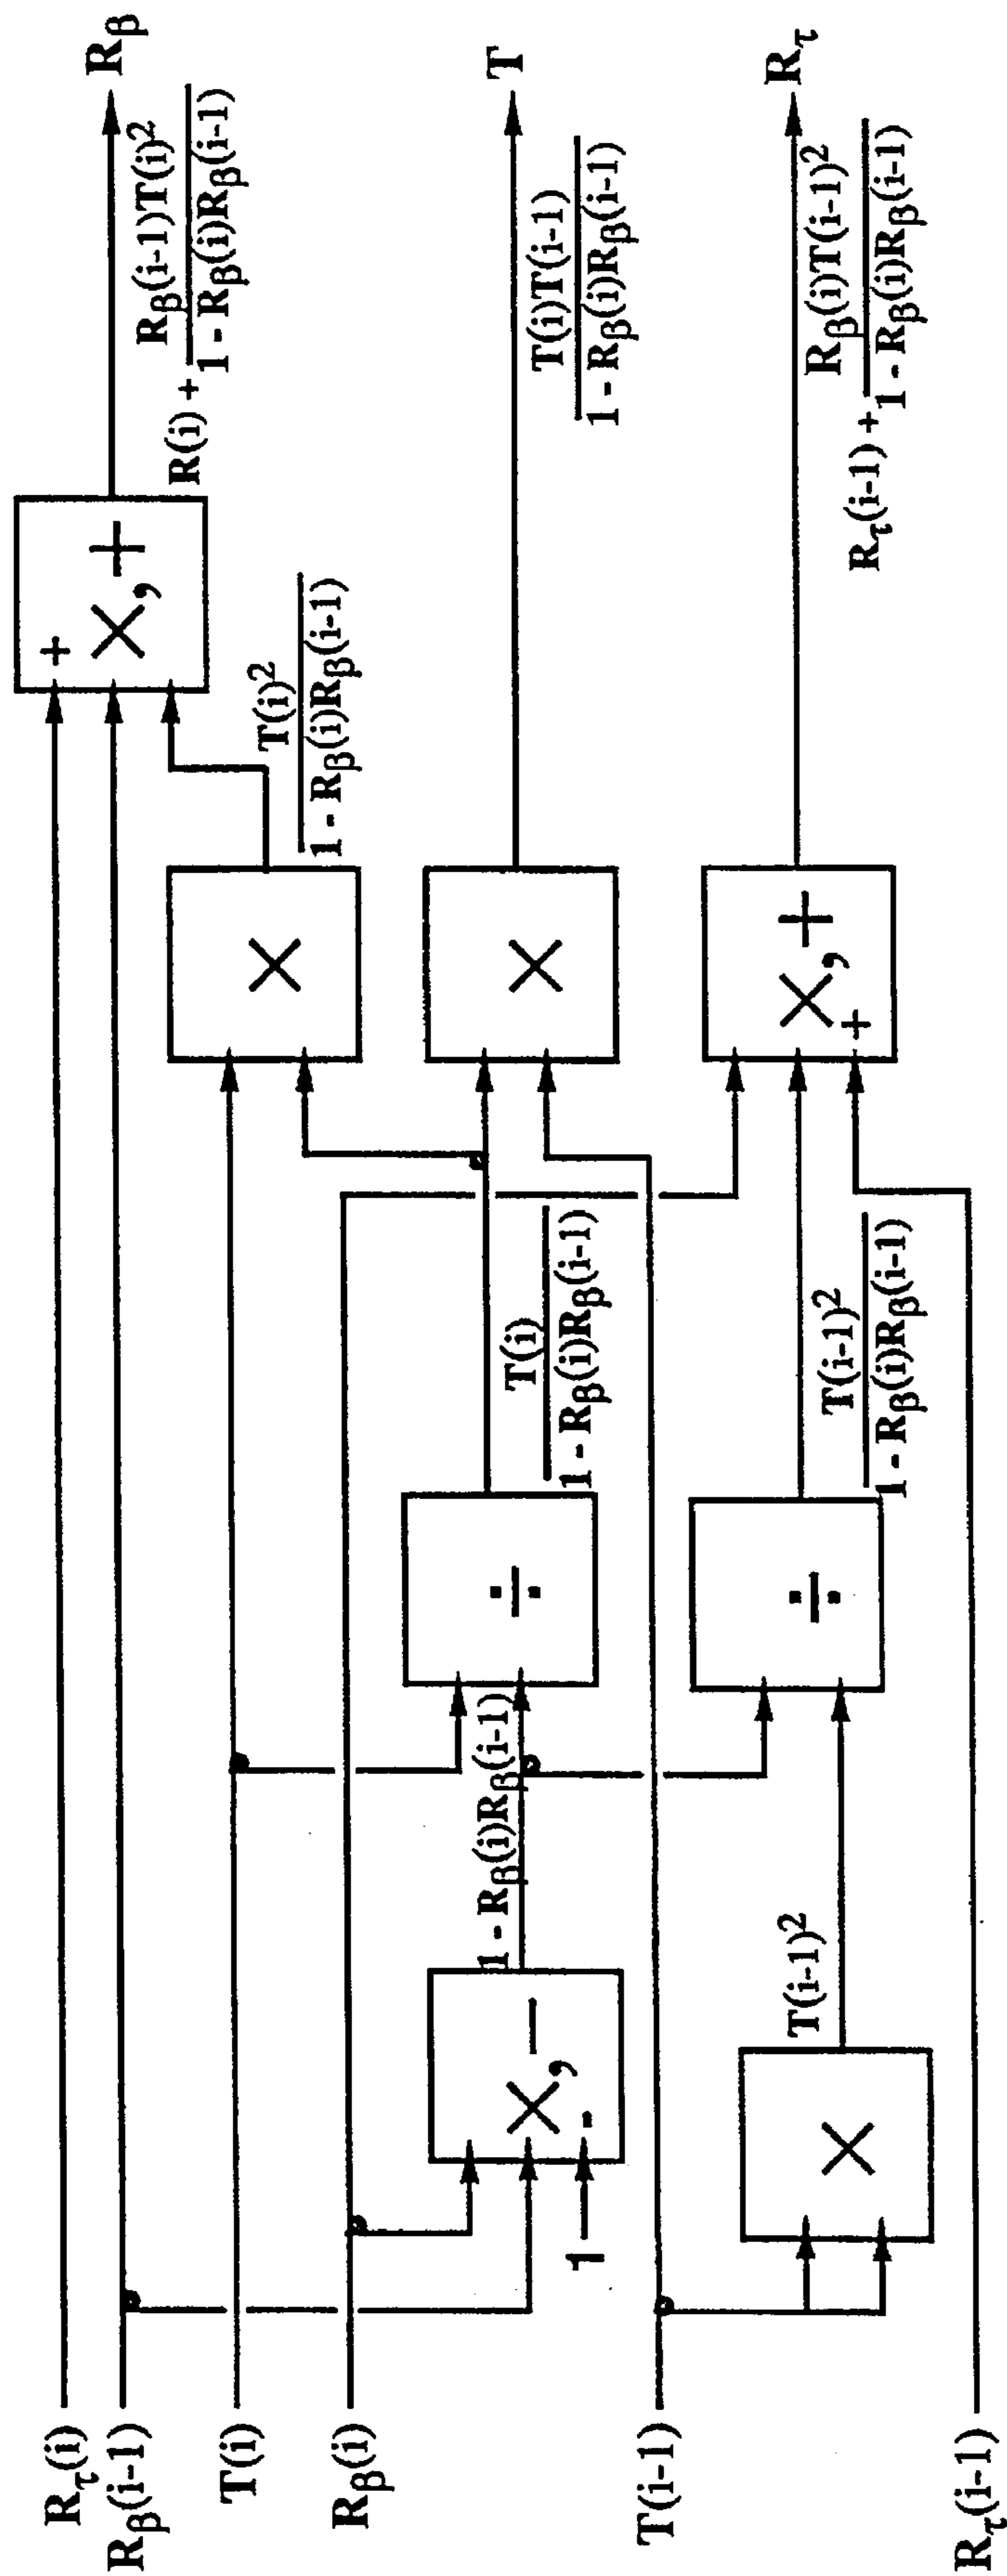 R_τ(i)
R_β(i-1)
T(i)
R_β(i)
T(i-1)
R_τ(i-1)
1
×, −
-
1 - R_β(i)R_β(i-1)
×
T(i-1)²
÷
T(i)
1 - R_β(i)R_β(i-1)
÷
T(i-1)²
1 - R_β(i)R_β(i-1)
×
T(i)²
1 - R_β(i)R_β(i-1)
×
×, +
+
+
×, +
R(i) + R_β(i-1)T(i)²
1 - R_β(i)R_β(i-1)
R_β
T(i)T(i-1)
1 - R_β(i)R_β(i-1)
T
R_τ(i-1) + R_β(i)T(i-1)²
1 - R_β(i)R_β(i-1)
R_τ